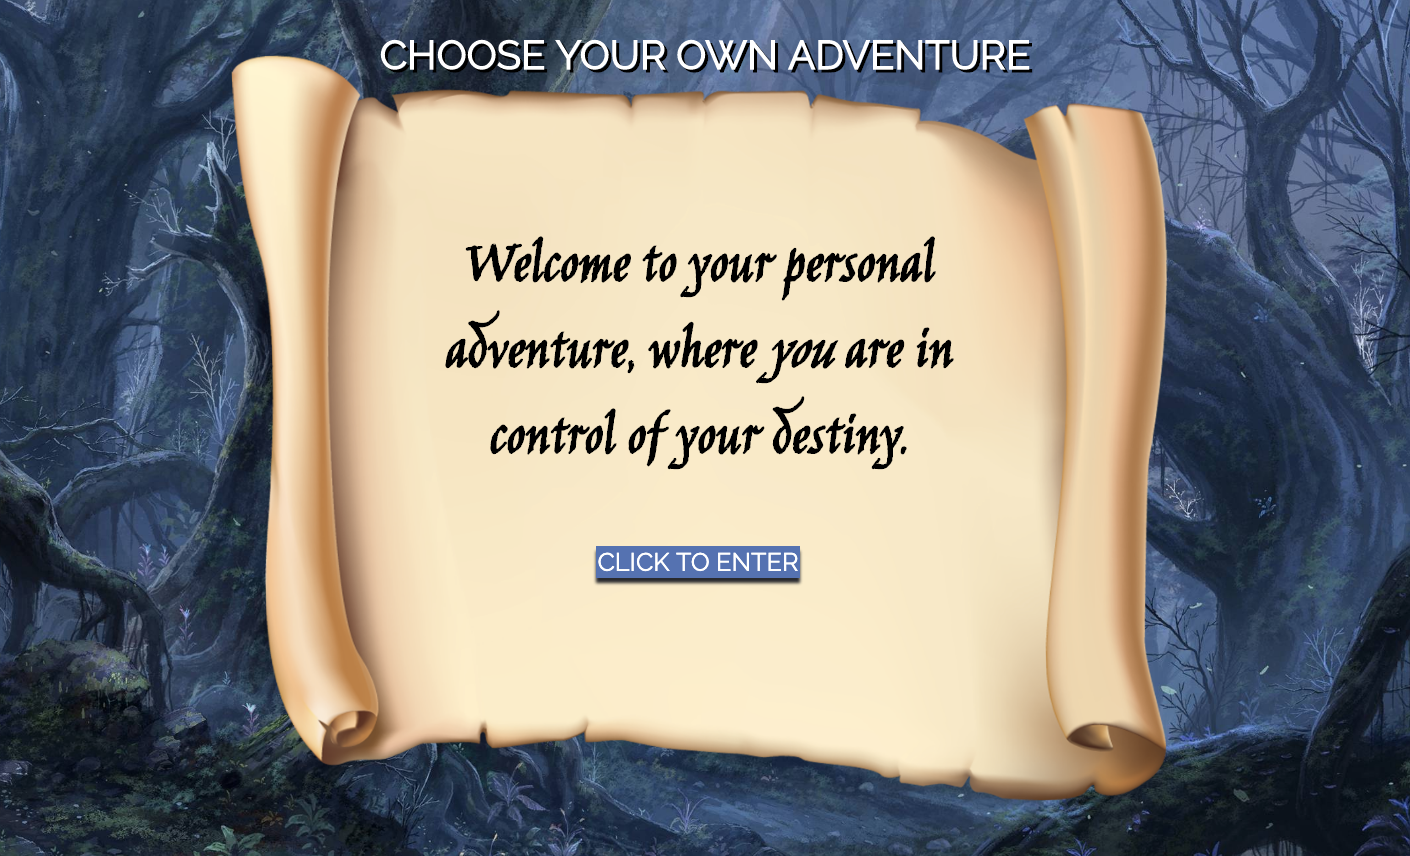 CHOOSE YOUR OWN ADVENTURE
Welcome to your personal
adventure, where you are in
control of your destiny.
CLICK TO ENTER